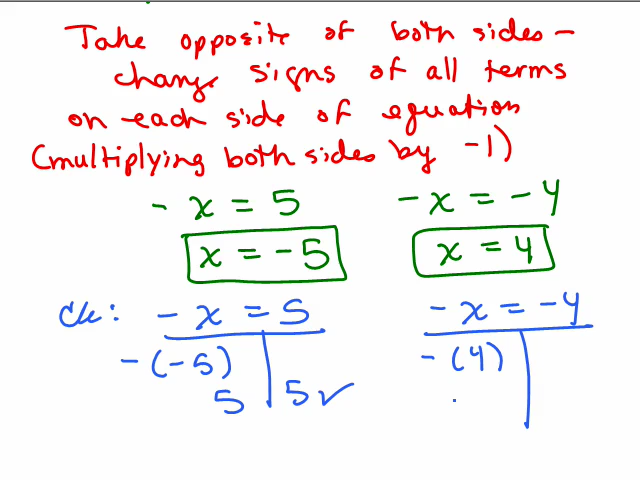 Take opposite of both sides –
change signs of all terms
on each side of equation
(multiplying both sides by -1)
- x = 5
- x = - 4
x = - 5
x = 4
ck: - x = 5
- x = - 4
- (- 5)
- (4)
5 5 ✓